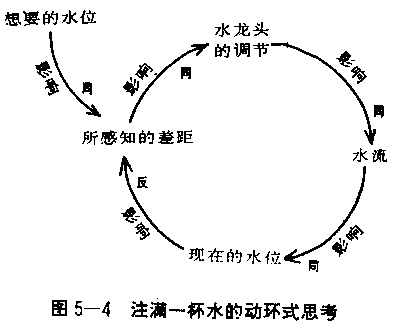 想要的水位
影响
同
所感知的差距
影响
同
水龙头
的调节
影响
同
水流
影响
同
现在的水位
影响
反
图5—4 注满一杯水的动环式思考